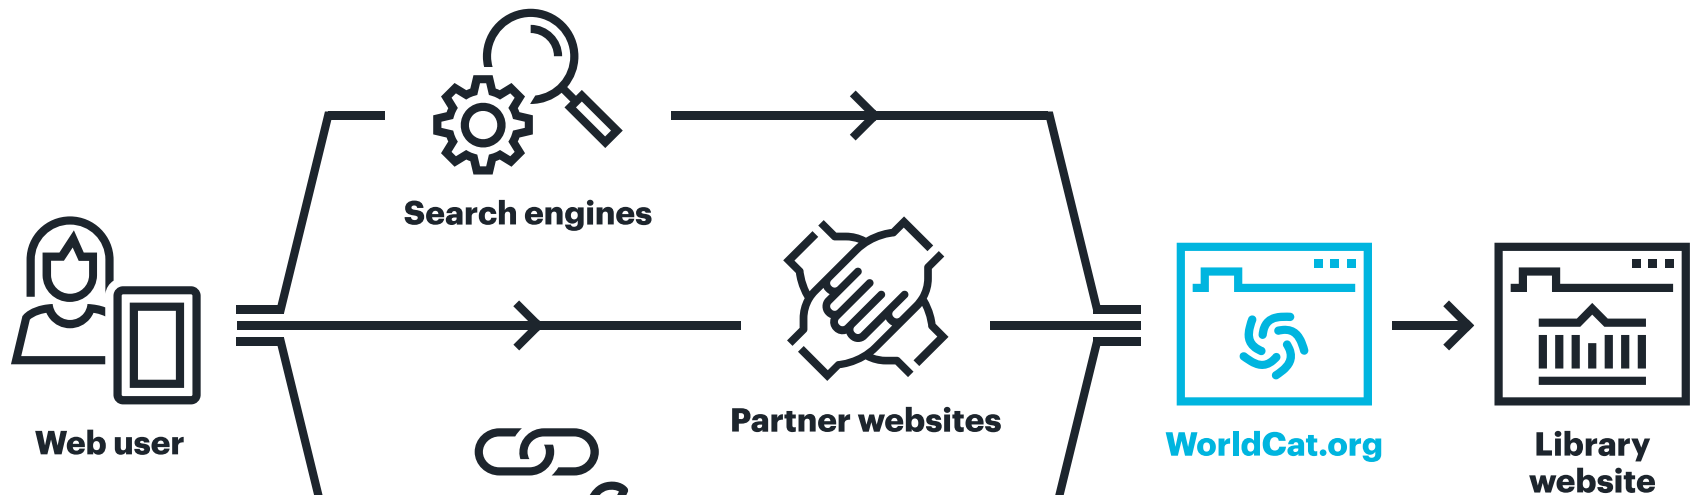 Search engines
Partner websites
Web user
WorldCat.org
Library
website